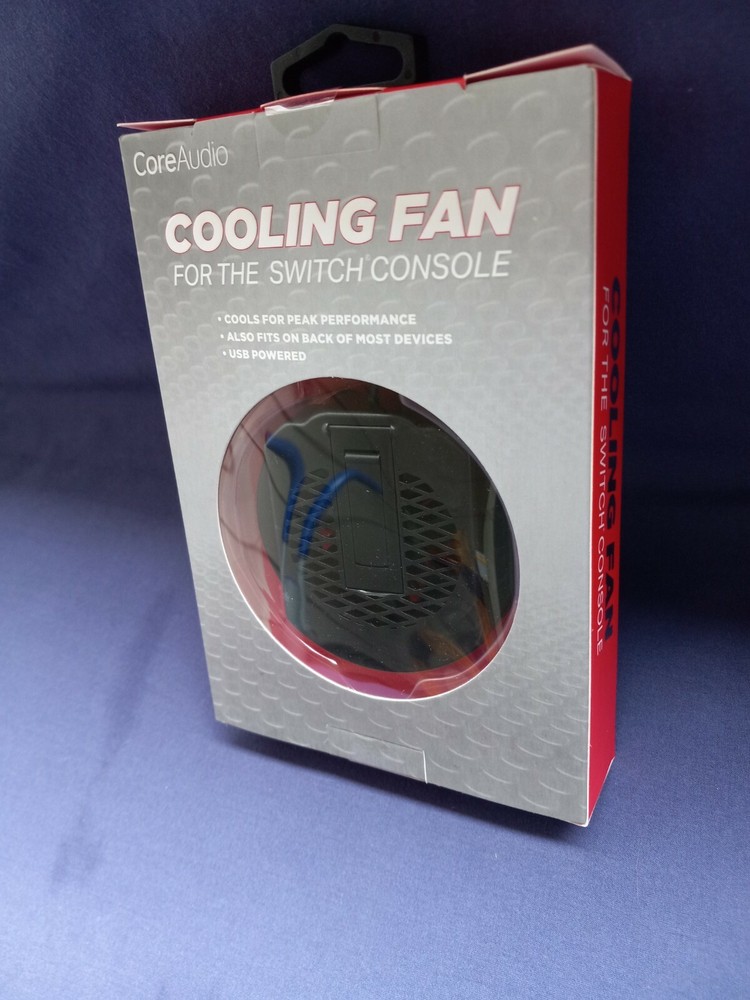 CoreAudio
COOLING FAN
FOR THE SWITCH CONSOLE
• COOLS FOR PEAK PERFORMANCE
• ALSO FITS ON BACK OF MOST DEVICES
• USB POWERED
COOLING FAN
FOR THE SWITCH CONSOLE